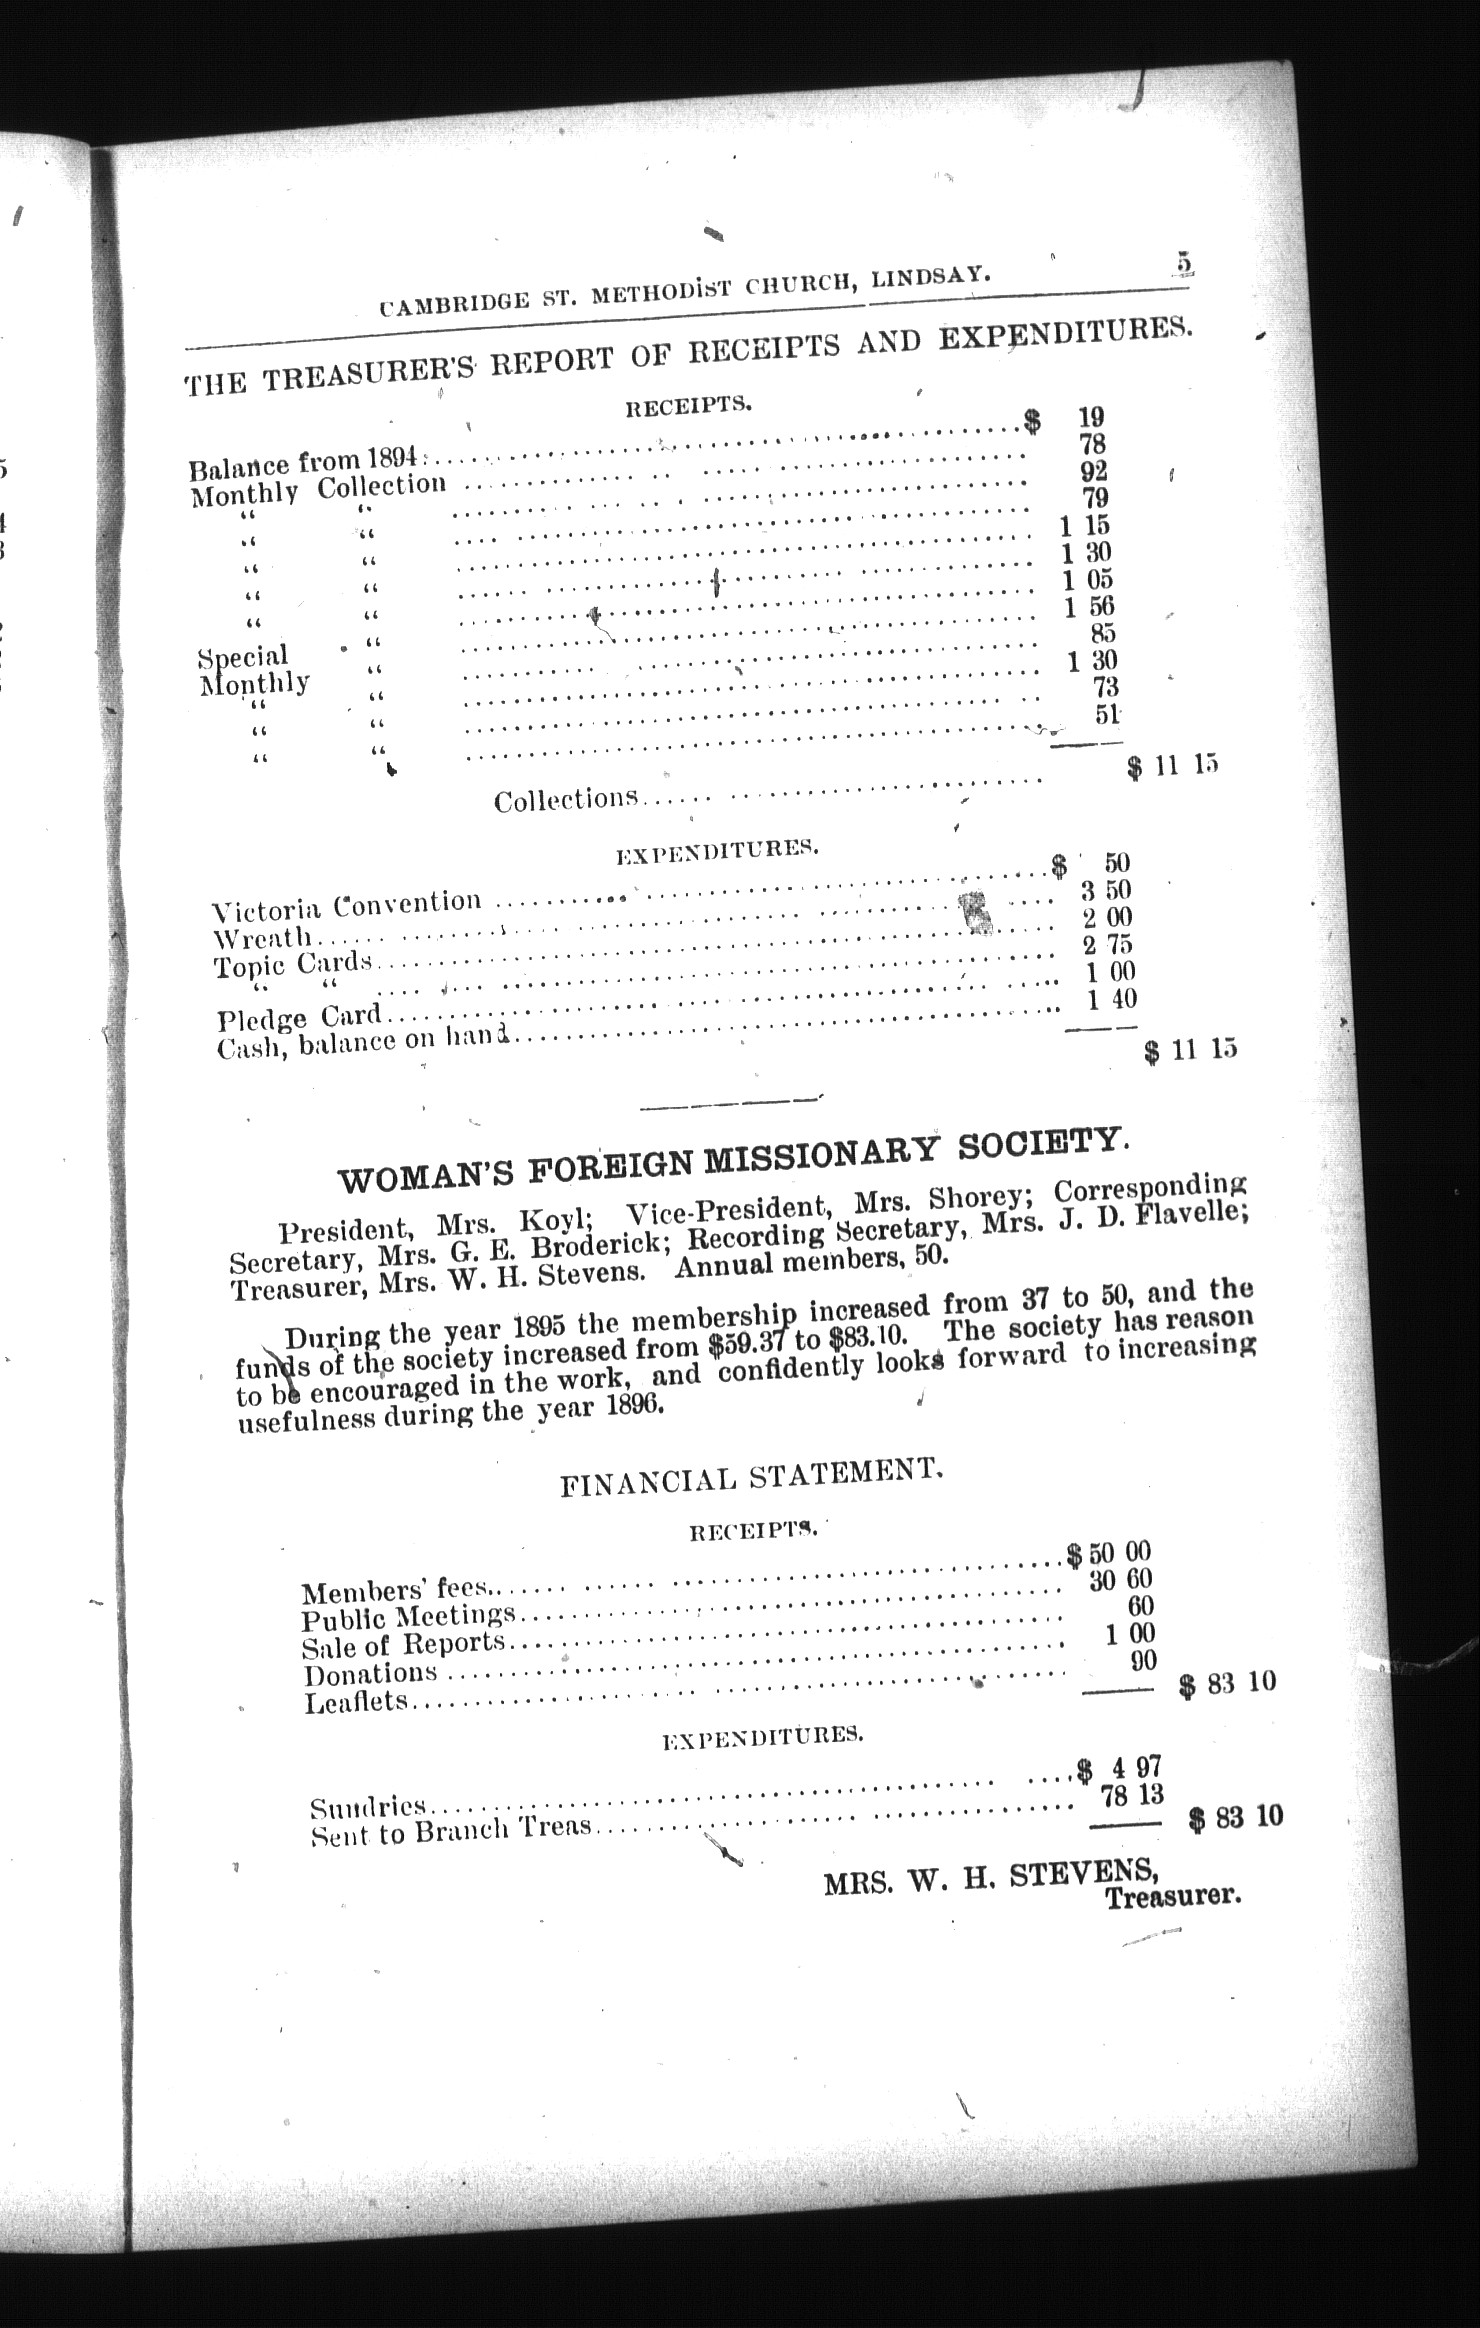 CAMBRIDGE ST. METHODIST CHURCH, LINDSAY. 5
THE TREASURER'S REPORT OF RECEIPTS AND EXPENDITURES.
RECEIPTS.
Balance from 1894 .......... $ 19
Monthly Collection .......... 78
" " .......... 92
" " .......... 79
" " .......... 1 15
" " .......... 1 30
" " .......... 1 05
Special " .......... 1 56
Monthly " .......... 85
" " .......... 1 30
" " .......... 73
" " .......... 51
Collections .......... $ 11 15
EXPENDITURES.
Victoria Convention .......... $ 50
Wreath .......... 3 50
Topic Cards .......... 2 00
" " .......... 2 75
Pledge Card .......... 1 00
Cash, balance on hand .......... 1 40
$ 11 15
WOMAN'S FOREIGN MISSIONARY SOCIETY.
President, Mrs. Koyl; Vice-President, Mrs. Shorey; Corresponding
Secretary, Mrs. G. E. Broderick; Recording Secretary, Mrs. J. D. Flavelle;
Treasurer, Mrs. W. H. Stevens. Annual members, 50.
During the year 1895 the membership increased from 37 to 50, and the
funds of the society increased from $59.37 to $83.10. The society has reason
to be encouraged in the work, and confidently looks forward to increasing
usefulness during the year 1896.
FINANCIAL STATEMENT.
RECEIPTS.
Members' fees .......... $ 50 00
Public Meetings .......... 30 60
Sale of Reports .......... 60
Donations .......... 1 00
Leaflets .......... 90
$ 83 10
EXPENDITURES.
Sundries .......... $ 4 97
Sent to Branch Treas .......... 78 13
$ 83 10
MRS. W. H. STEVENS,
Treasurer.